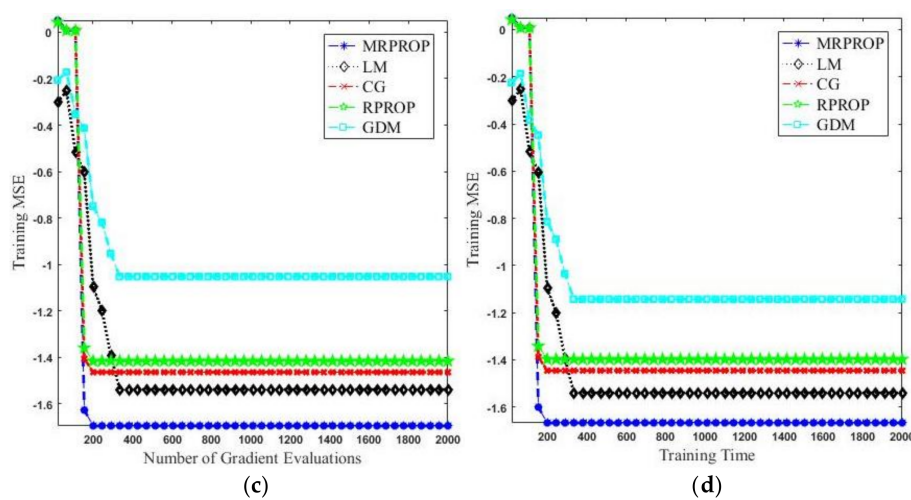 0
-0.2
-0.4
-0.6
-0.8
-1
-1.2
-1.4
-1.6
Training MSE
MRPROP
LM
CG
RPROP
GDM
200 400 600 800 1000 1200 1400 1600 1800 2000
Number of Gradient Evaluations
(c)
0
-0.2
-0.4
-0.6
-0.8
-1
-1.2
-1.4
-1.6
Training MSE
MRPROP
LM
CG
RPROP
GDM
200 400 600 800 1000 1200 1400 1600 1800 2000
Training Time
(d)